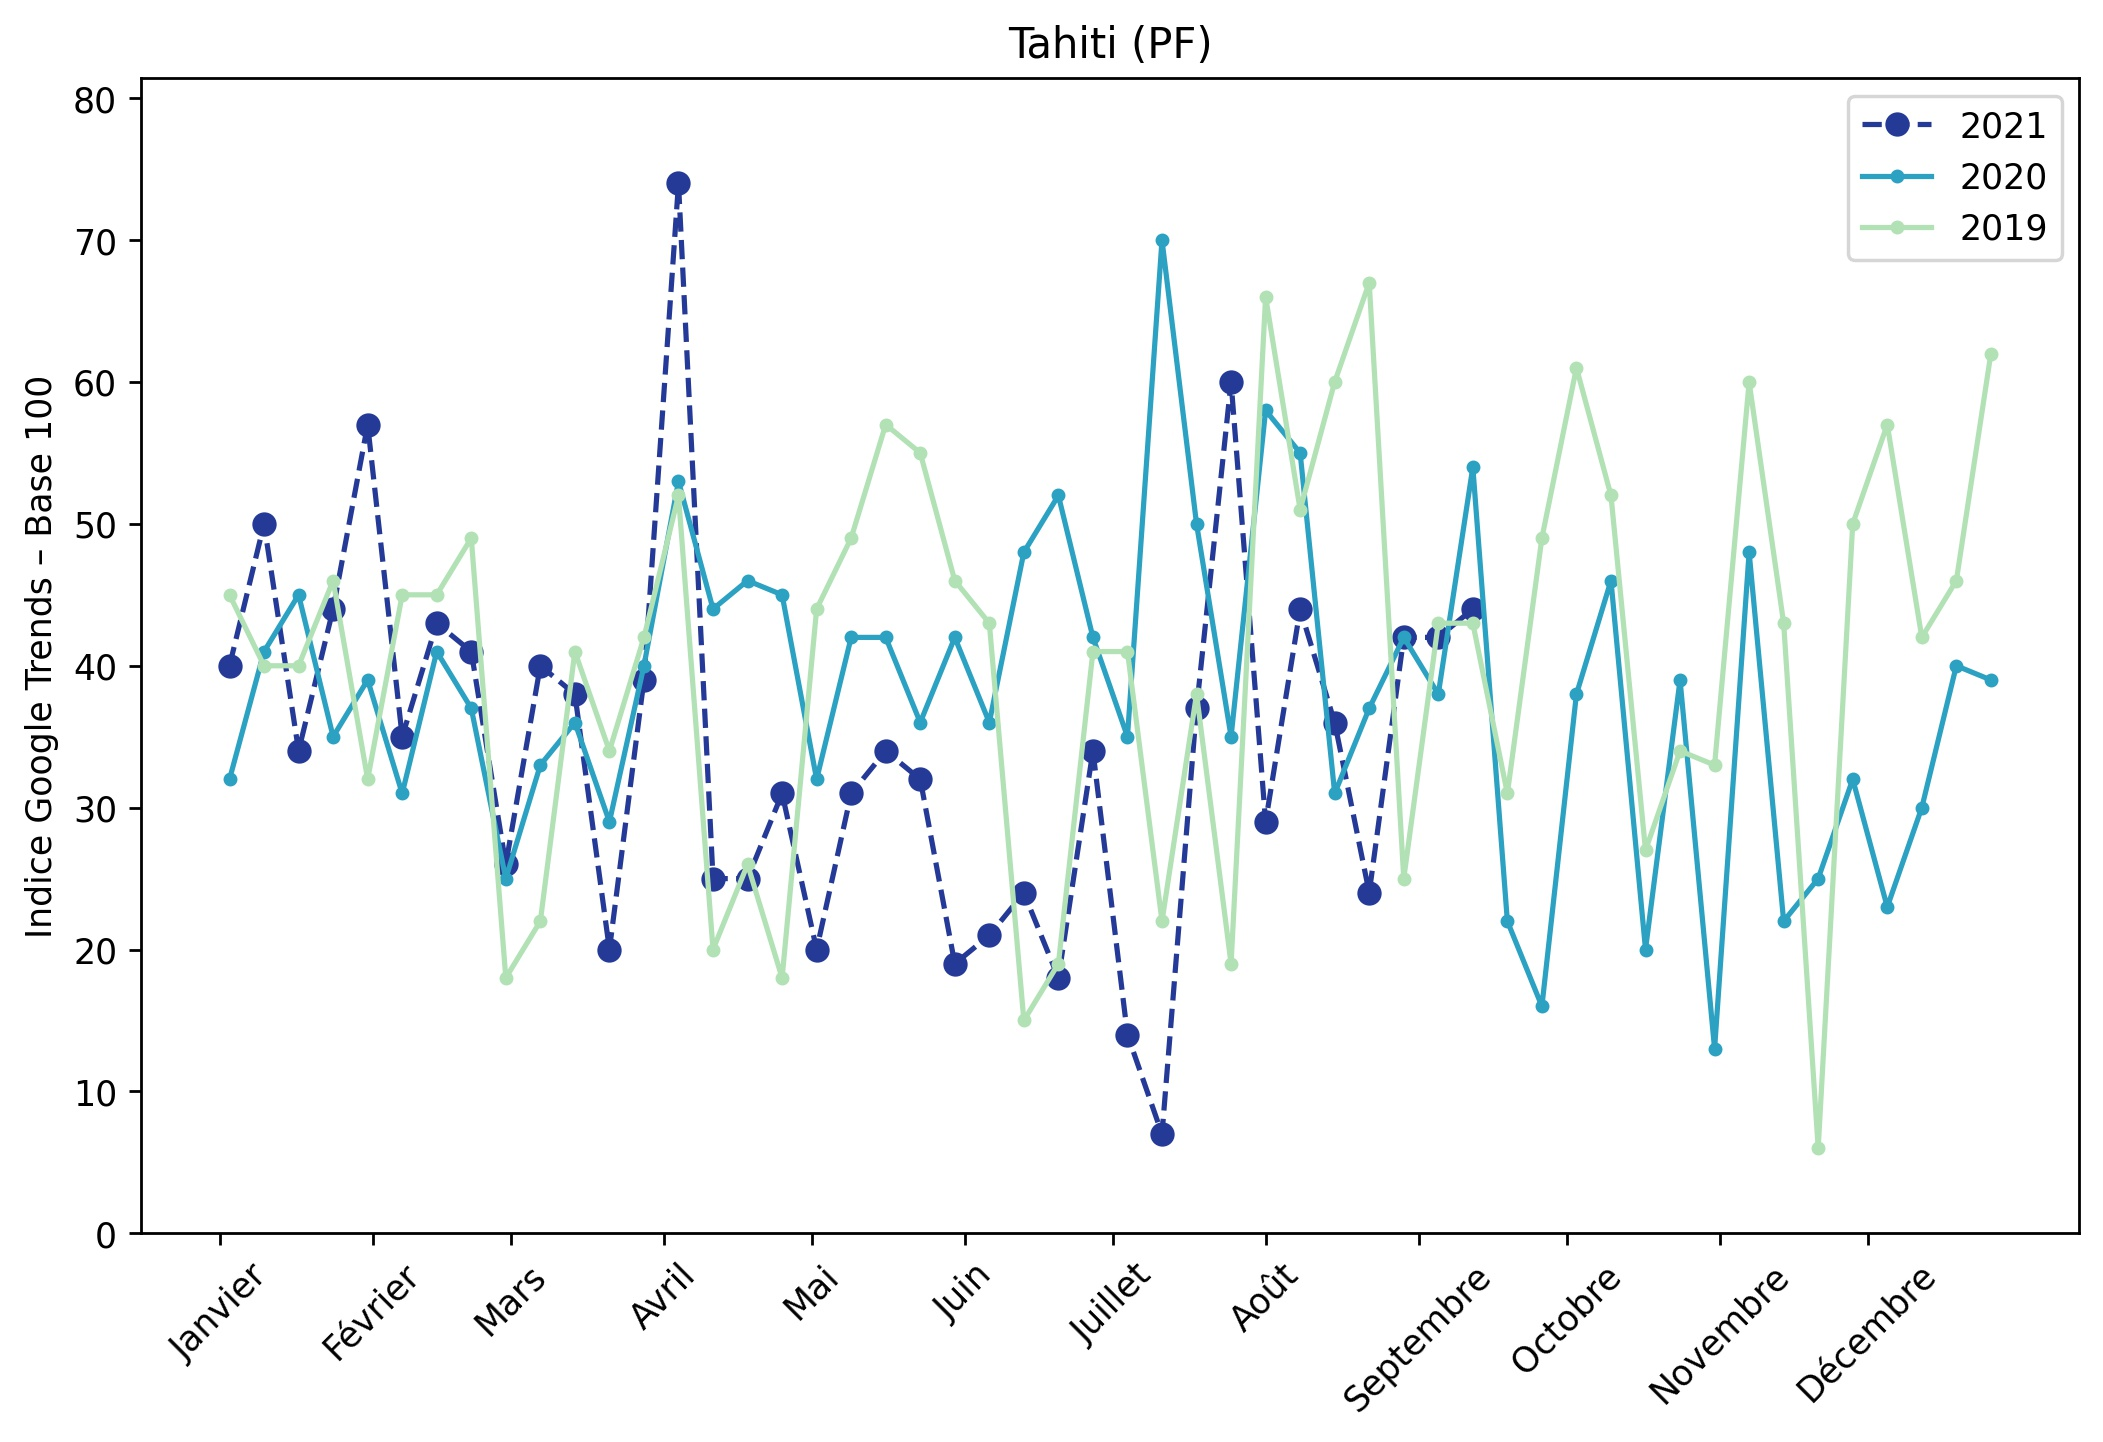 Tahiti (PF)
Indice Google Trends – Base 100
80
70
60
50
40
30
20
10
0
2021
2020
2019
Janvier
Février
Mars
Avril
Mai
Juin
Juillet
Août
Septembre
Octobre
Novembre
Décembre